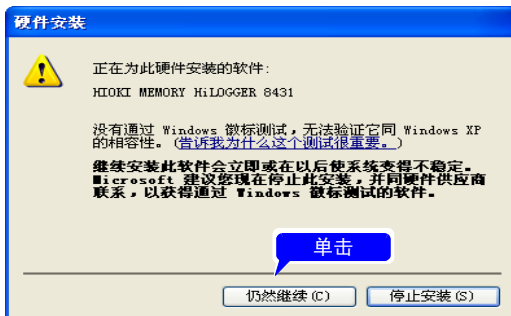 硬件安装
正在为此硬件安装的软件:
HIOKI MEMORY HiLOGGER 8431
没有通过 Windows 徽标测试，无法验证它同 Windows XP
的相容性。(告诉我为什么这个测试很重要。)
继续安装此软件会立即或在以后使系统变得不稳定。
Microsoft 建议您现在停止此安装，并同硬件供应商
联系，以获得通过 Windows 徽标测试的软件。
单击
仍然继续(C)
停止安装(S)